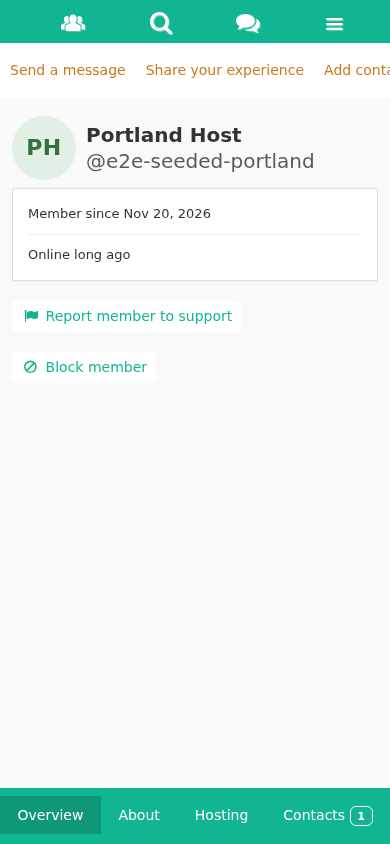 Send a message Share your experience Add conta
PH
Portland Host
@e2e-seeded-portland
Member since Nov 20, 2026
Online long ago
Report member to support
Block member
Overview About Hosting Contacts 1